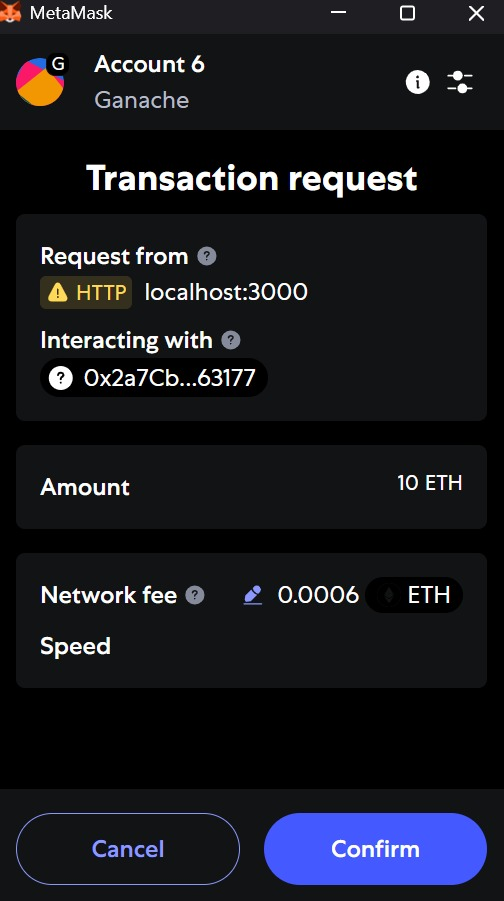 MetaMask
G
Account 6
Ganache
Transaction request
Request from ?
HTTP localhost:3000
Interacting with ?
? 0x2a7Cb...63177
Amount 10 ETH
Network fee ? 0.0006 ETH
Speed
Cancel Confirm